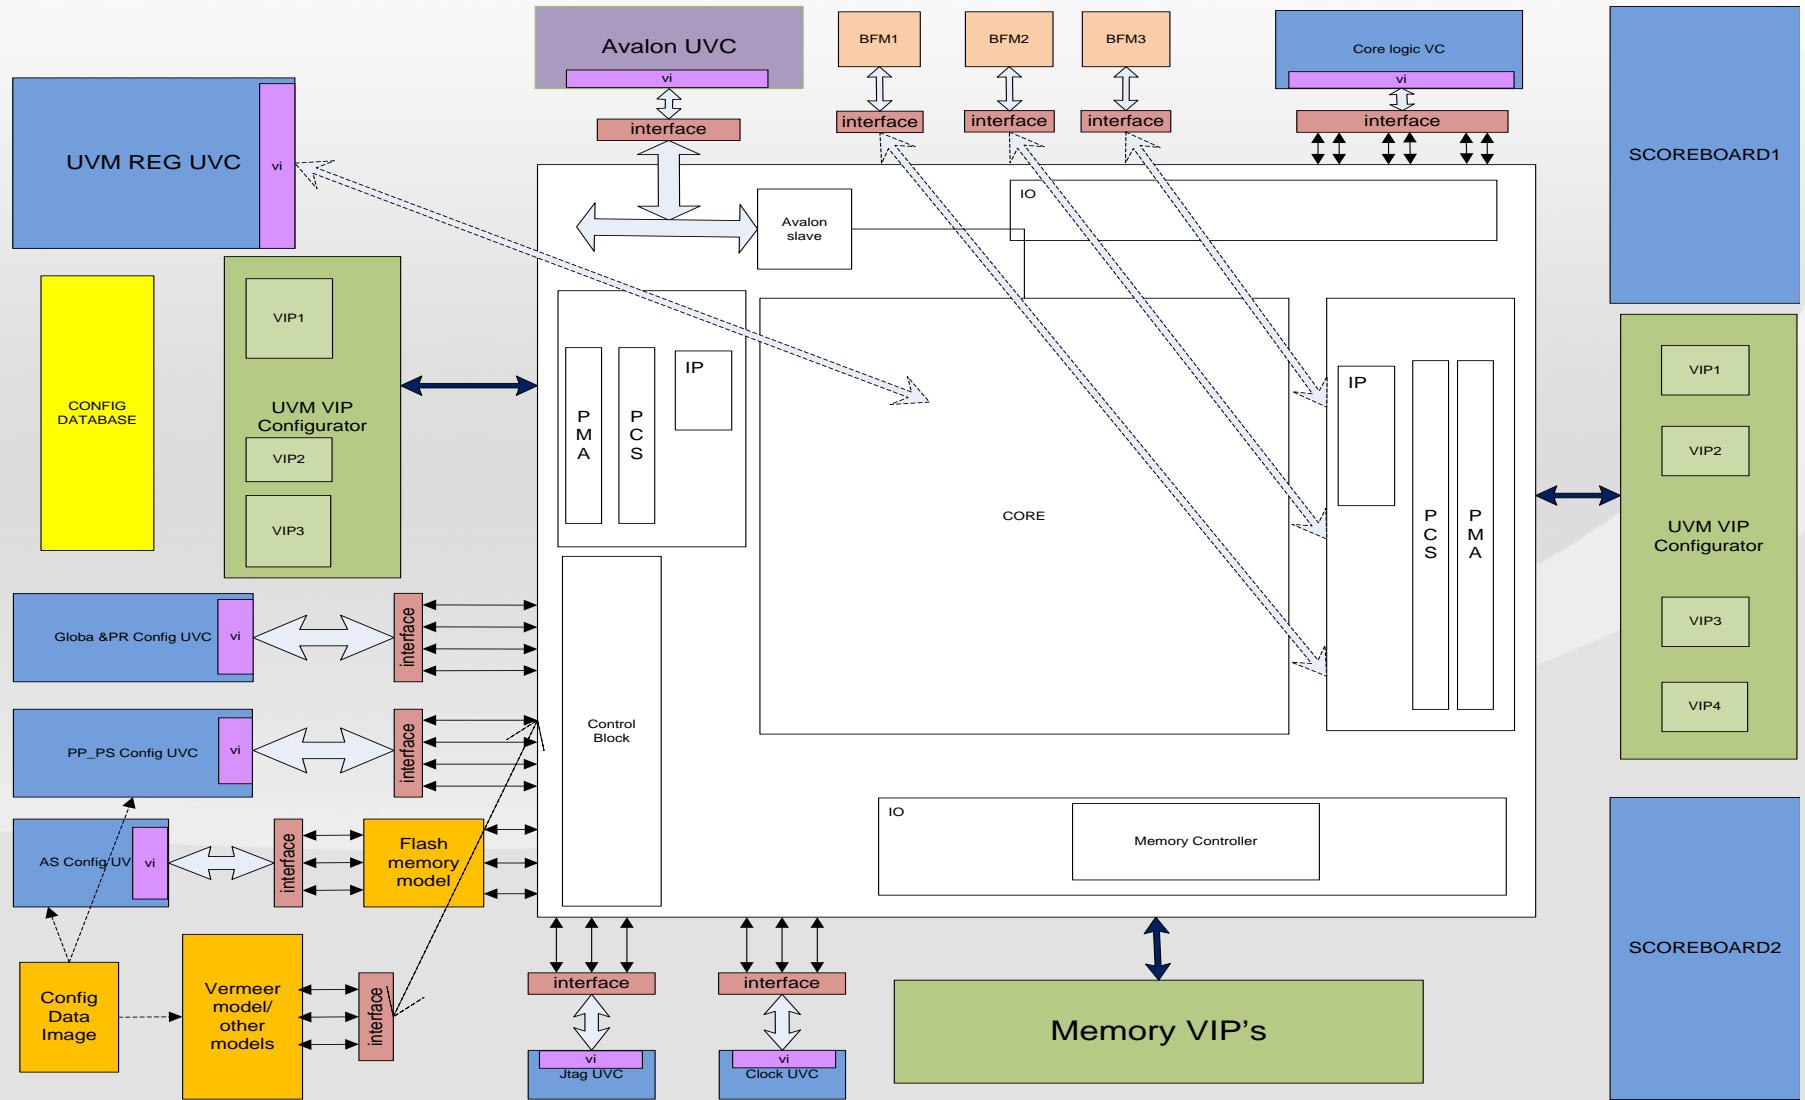 Avalon UVC
vi
interface
BFM1
BFM2
BFM3
interface
interface
interface
Core logic VC
vi
interface
SCOREBOARD1
UVM REG UVC
vi
IO
Avalon
slave
CONFIG
DATABASE
VIP1
UVM VIP
Configurator
VIP2
VIP3
IP
P
M
A
P
C
S
CORE
IP
P
C
S
P
M
A
VIP1
VIP2
UVM VIP
Configurator
VIP3
VIP4
Globa &PR Config UVC
vi
interface
PP_PS Config UVC
vi
interface
Control
Block
AS Config UV
vi
interface
Flash
memory
model
IO
Memory Controller
SCOREBOARD2
Config
Data
Image
Vermeer
model/
other
models
interface
interface
vi
Jtag UVC
interface
vi
Clock UVC
Memory VIP's